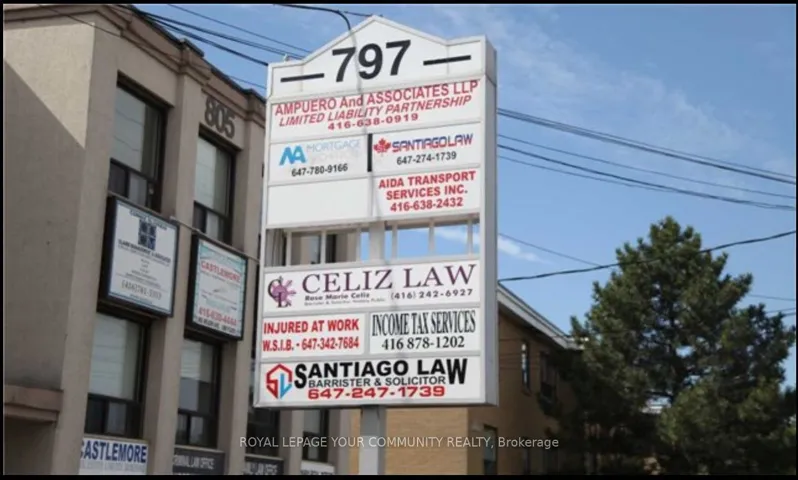 797
AMPUERO And ASSOCIATES LLP
LIMITED LIABILITY PARTNERSHIP
416-638-0919
MORTGAGE
647-780-9166
SANTIAGOLAW
647-274-1739
AIDA TRANSPORT
SERVICES INC.
416-638-2432
CELIZ LAW
Rose Marie Celiz (416) 242-6927
INJURED AT WORK
W.S.I.B. - 647-342-7684
INCOME TAX SERVICES
416 878-1202
SANTIAGO LAW
BARRISTER & SOLICITOR
647-247-1739
805
CASTLEMORE
CASTLEMORE
LAW OFFICE
ROYAL LEPAGE YOUR COMMUNITY REALTY, Brokerage